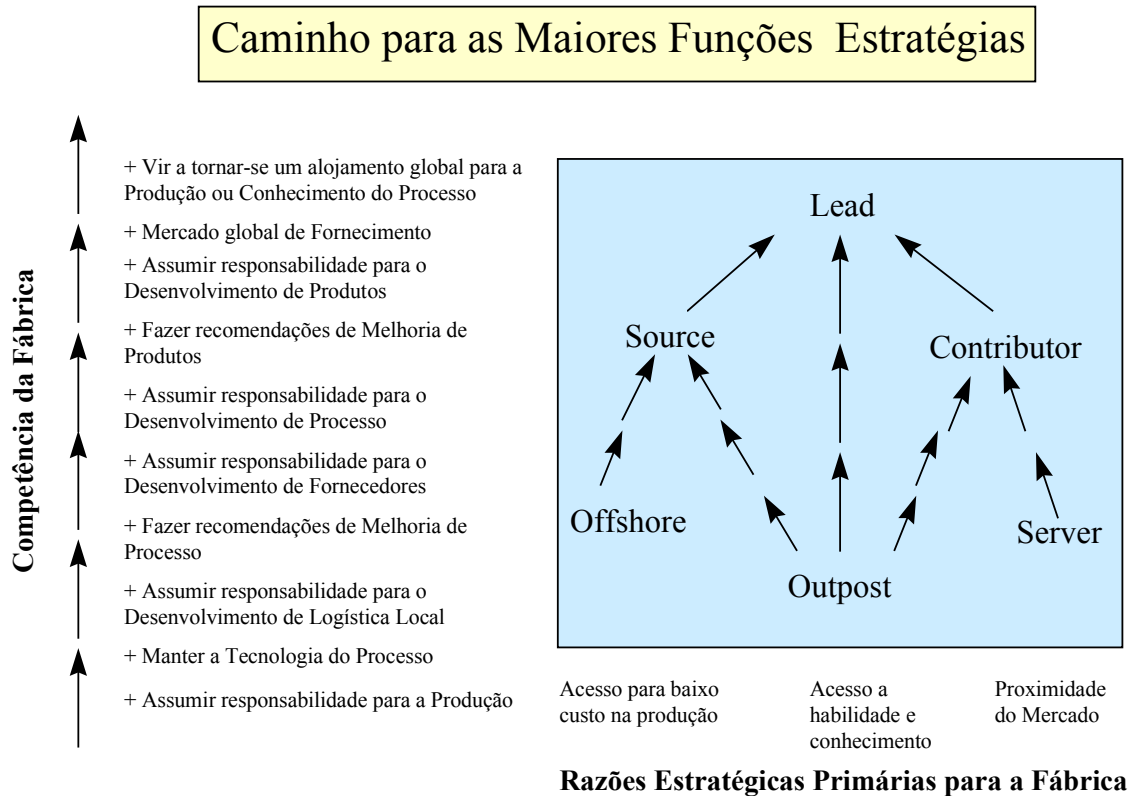 Caminho para as Maiores Funções Estratégias
Competência da Fábrica
+ Vir a tornar-se um alojamento global para a
Produção ou Conhecimento do Processo
+ Mercado global de Fornecimento
+ Assumir responsabilidade para o
Desenvolvimento de Produtos
+ Fazer recomendações de Melhoria de
Produtos
+ Assumir responsabilidade para o
Desenvolvimento de Processo
+ Assumir responsabilidade para o
Desenvolvimento de Fornecedores
+ Fazer recomendações de Melhoria de
Processo
+ Assumir responsabilidade para o
Desenvolvimento de Logística Local
+ Manter a Tecnologia do Processo
+ Assumir responsabilidade para a Produção
Lead
Source
Contributor
Offshore
Server
Outpost
Acesso para baixo
custo na produção
Acesso a
habilidade e
conhecimento
Proximidade
do Mercado
Razões Estratégicas Primárias para a Fábrica